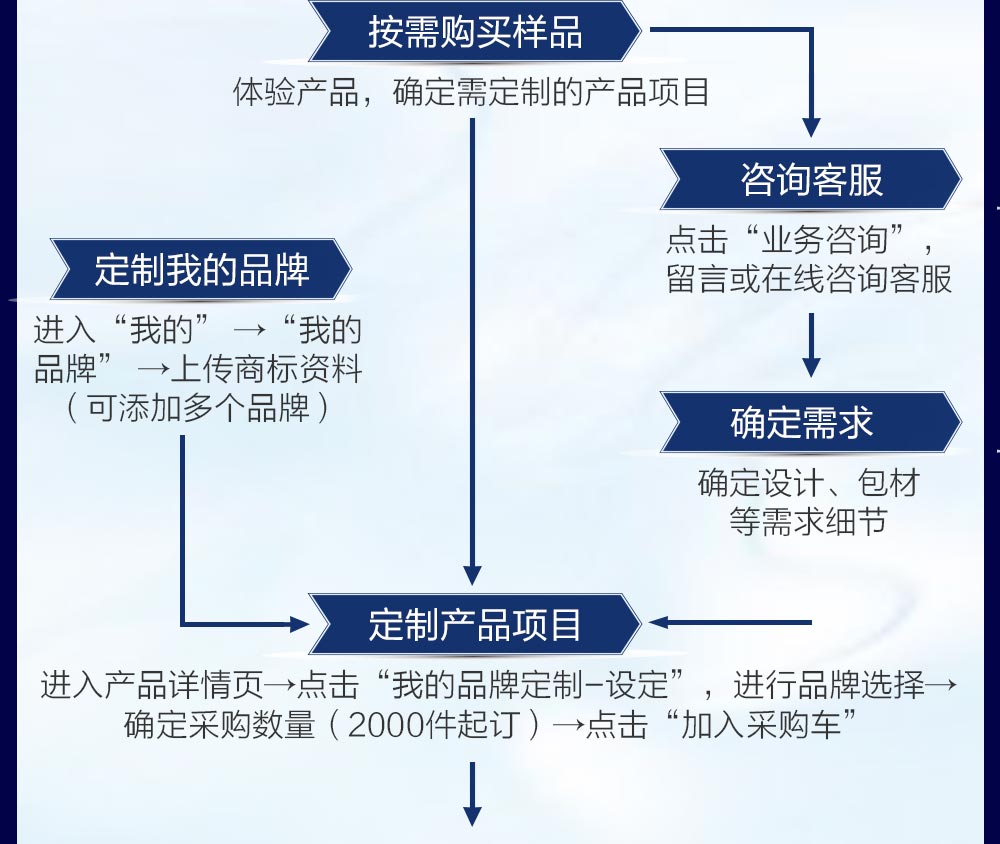 按需购买样品
体验产品，确定需定制的产品项目
咨询客服
点击“业务咨询”，
留言或在线咨询客服
定制我的品牌
进入“我的” →“我的
品牌” →上传商标资料
（可添加多个品牌）
确定需求
确定设计、包材
等需求细节
定制产品项目
进入产品详情页→点击“我的品牌定制-设定”，进行品牌选择→
确定采购数量（2000件起订）→点击“加入采购车”